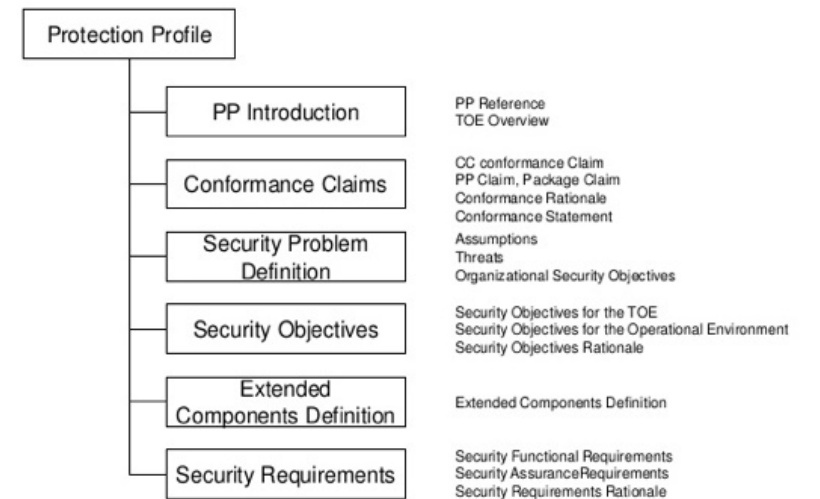 Protection Profile
PP Introduction
PP Reference
TOE Overview
Conformance Claims
CC conformance Claim
PP Claim, Package Claim
Conformance Rationale
Conformance Statement
Security Problem
Definition
Assumptions
Threats
Organizational Security Objectives
Security Objectives
Security Objectives for the TOE
Security Objectives for the Operational Environment
Security Objectives Rationale
Extended
Components Definition
Extended Components Definition
Security Requirements
Security Functional Requirements
Security AssuranceRequirements
Security Requirements Rationale